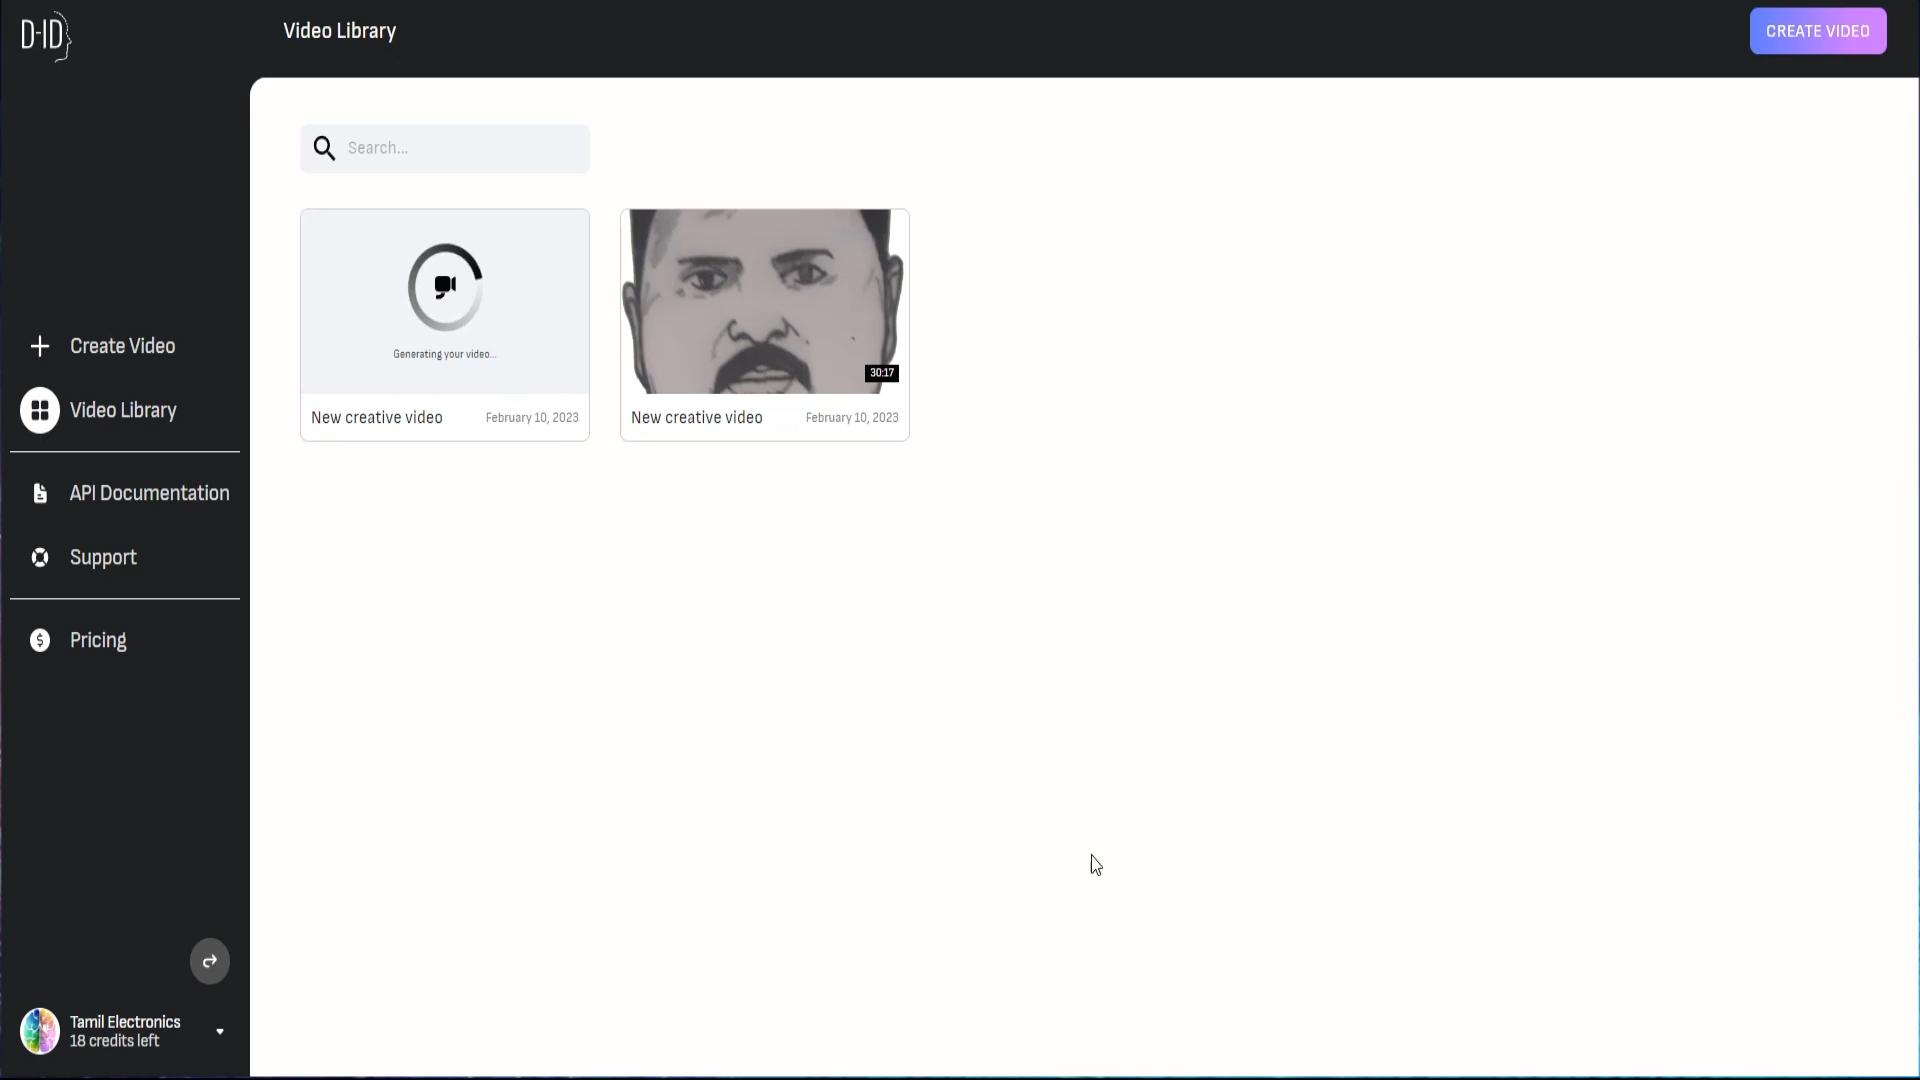 D-ID
Video Library
CREATE VIDEO
Search...
Generating your video...
30:17
New creative video
February 10, 2023
New creative video
February 10, 2023
Create Video
Video Library
API Documentation
Support
$
Pricing
Tamil Electronics
18 credits left